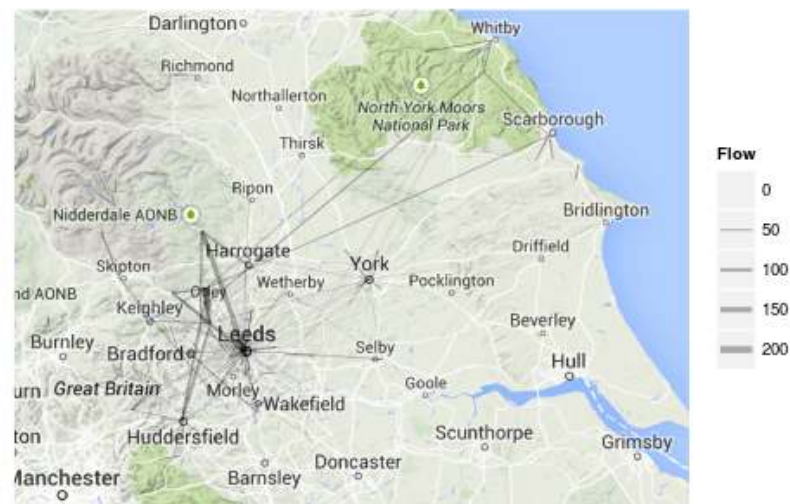 Darlington
Whitby
Richmond
Northallerton
North York Moors
National Park
Scarborough
Thirsk
Ripon
Nidderdale AONB
Bridlington
Harrogate
Driffield
Skipton
York
Wetherby
Pocklington
nd AONB
Otley
Keighley
Beverley
Leeds
Burnley
Bradford
Selby
Hull
urn
Great Britain
Morley
Goole
Wakefield
ton
Huddersfield
Scunthorpe
Grimsby
Manchester
Barnsley
Doncaster
Flow
0
50
100
150
200